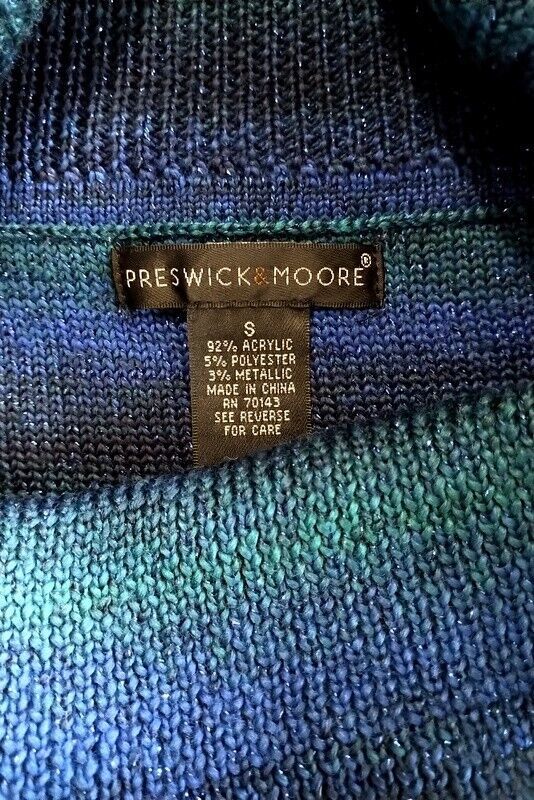 PRESWICK&MOORE®
S
92% ACRYLIC
5% POLYESTER
3% METALLIC
MADE IN CHINA
RN 70143
SEE REVERSE
FOR CARE